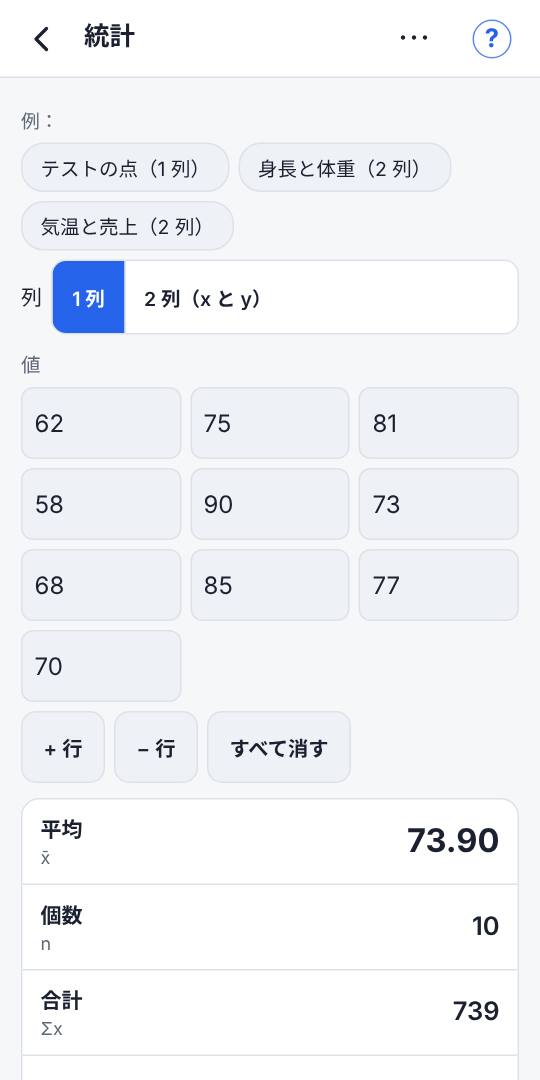 統計
?
例：
テストの点（1 列）
身長と体重（2 列）
気温と売上（2 列）
列
1 列
2 列（x と y）
値
62 75 81
58 90 73
68 85 77
70
+ 行
− 行
すべて消す
平均
x̄
73.90
個数
n
10
合計
Σx
739